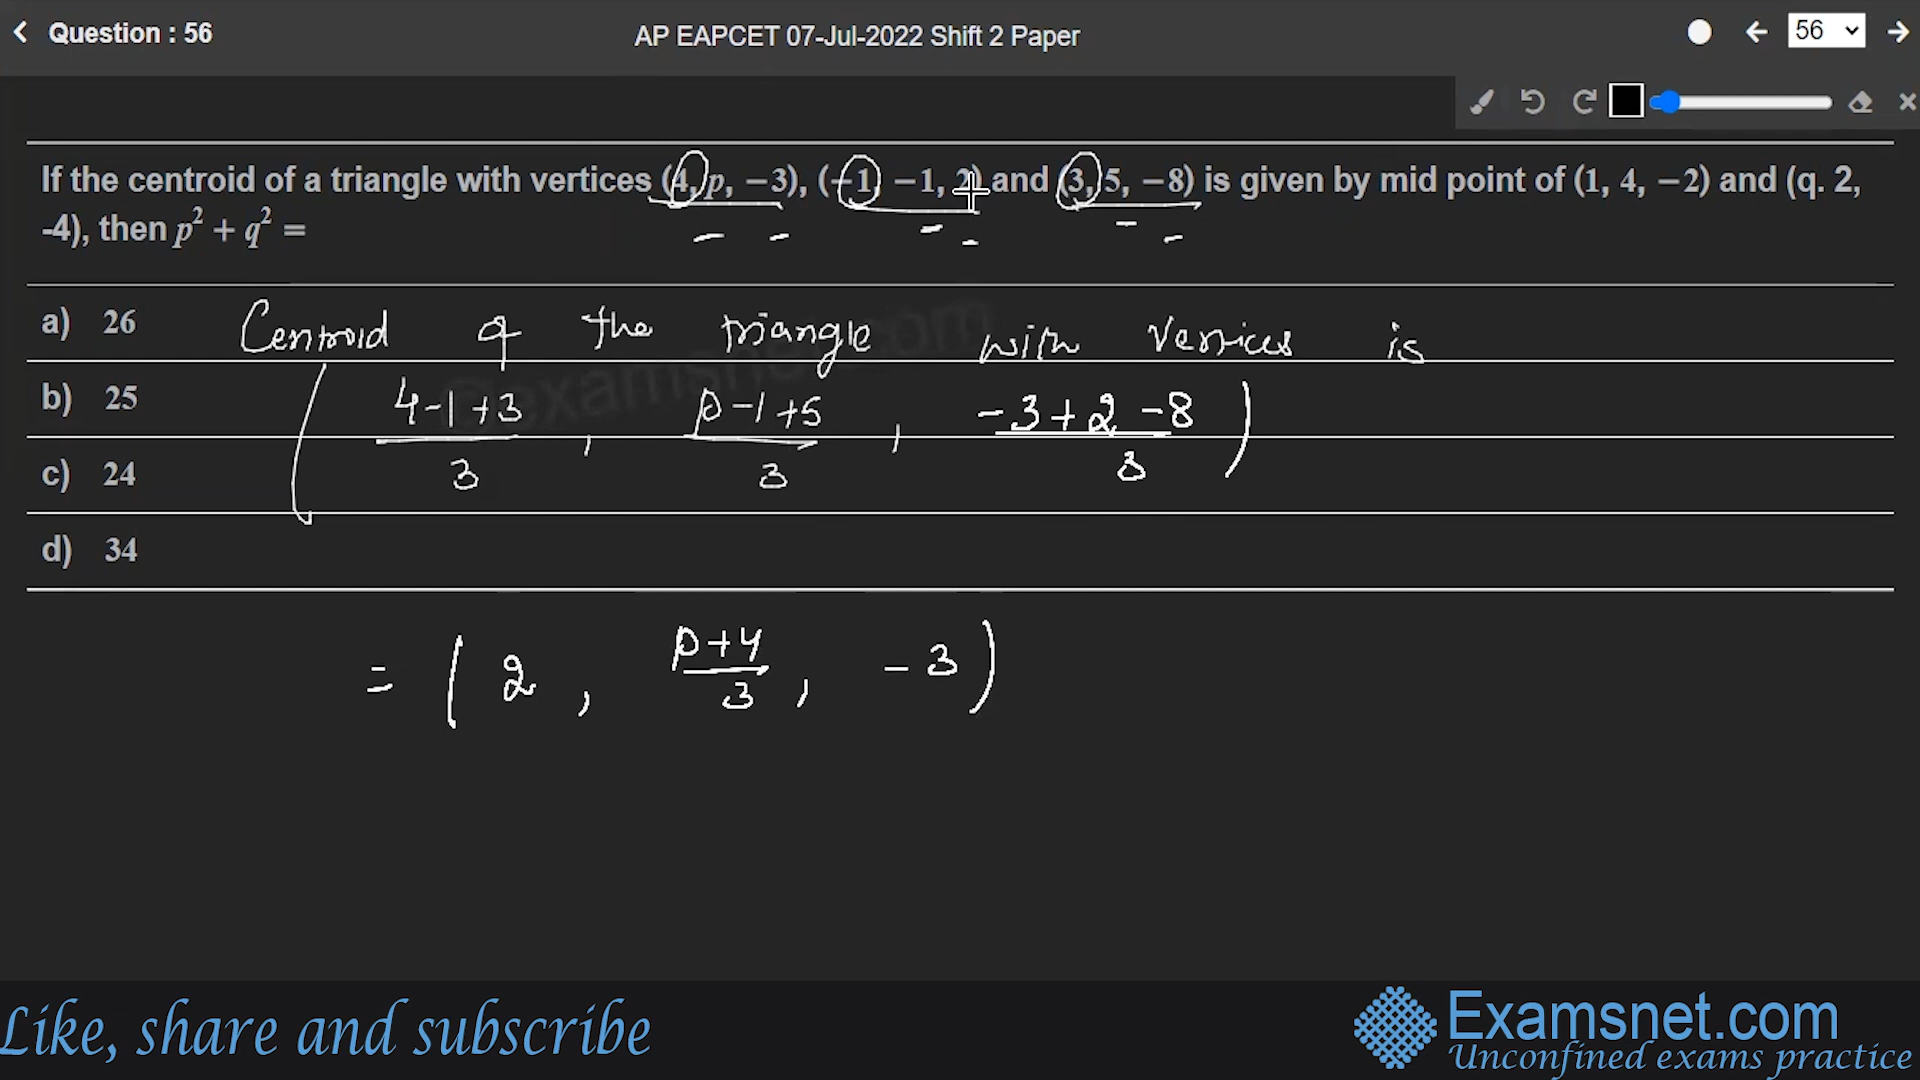 Question : 56
AP EAPCET 07-Jul-2022 Shift 2 Paper
56
If the centroid of a triangle with vertices (4, p, −3), (−1, −1, 2) and (3, 5, −8) is given by mid point of (1, 4, −2) and (q. 2,
-4), then p² + q² =
a) 26
Centroid of the triangle with vertices is
b) 25
( 4-1+3 / 3 , p-1+5 / 3 , -3+2-8 / 3 )
c) 24
d) 34
= ( 2 , p+4 / 3 , -3 )
©examsnet.com
Like, share and subscribe
Examsnet.com
Unconfined exams practice